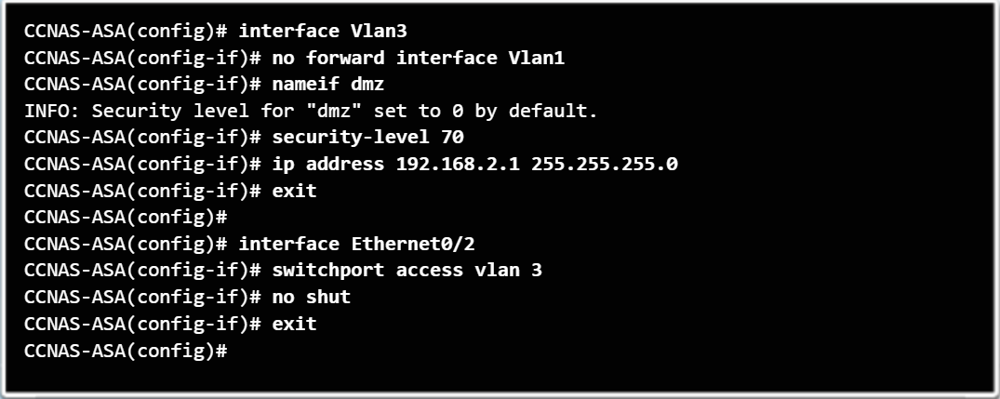 CCNAS-ASA(config)# interface Vlan3
CCNAS-ASA(config-if)# no forward interface Vlan1
CCNAS-ASA(config-if)# nameif dmz
INFO: Security level for "dmz" set to 0 by default.
CCNAS-ASA(config-if)# security-level 70
CCNAS-ASA(config-if)# ip address 192.168.2.1 255.255.255.0
CCNAS-ASA(config-if)# exit
CCNAS-ASA(config)#
CCNAS-ASA(config)# interface Ethernet0/2
CCNAS-ASA(config-if)# switchport access vlan 3
CCNAS-ASA(config-if)# no shut
CCNAS-ASA(config-if)# exit
CCNAS-ASA(config)#